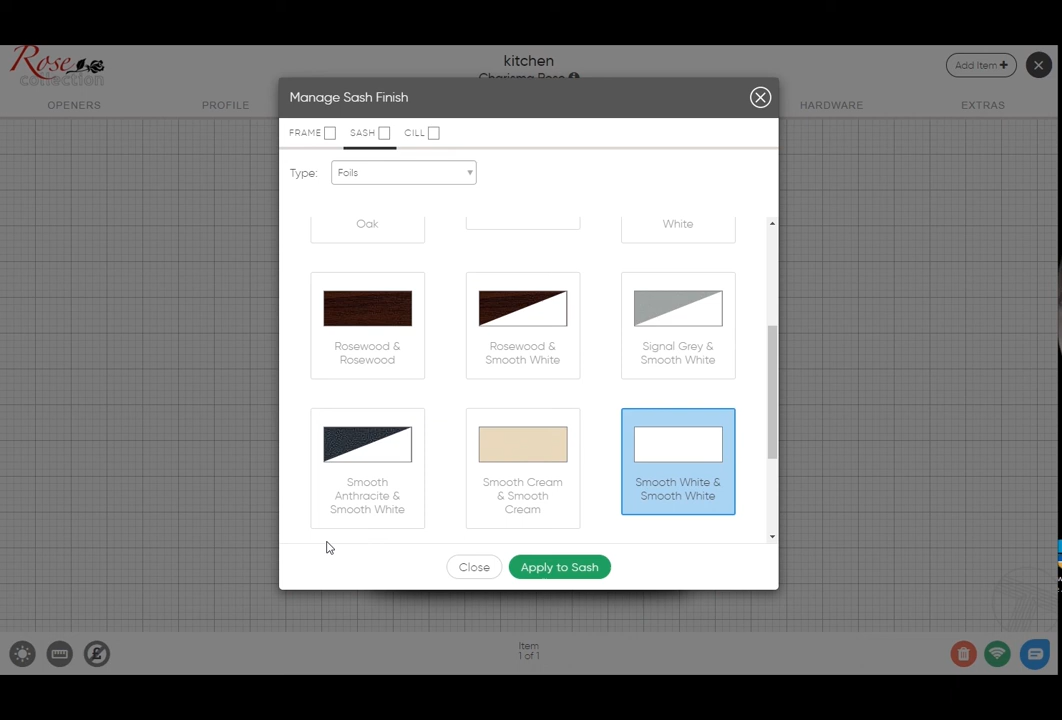 Rose
collection
kitchen
Charisma Rose
Add Item +
OPENERS
PROFILE
HARDWARE
EXTRAS
Manage Sash Finish
FRAME
SASH
CILL
Type:
Foils
Oak
White
Rosewood &
Rosewood
Rosewood &
Smooth White
Signal Grey &
Smooth White
Smooth
Anthracite &
Smooth White
Smooth Cream
& Smooth
Cream
Smooth White &
Smooth White
Close
Apply to Sash
Item
1 of 1